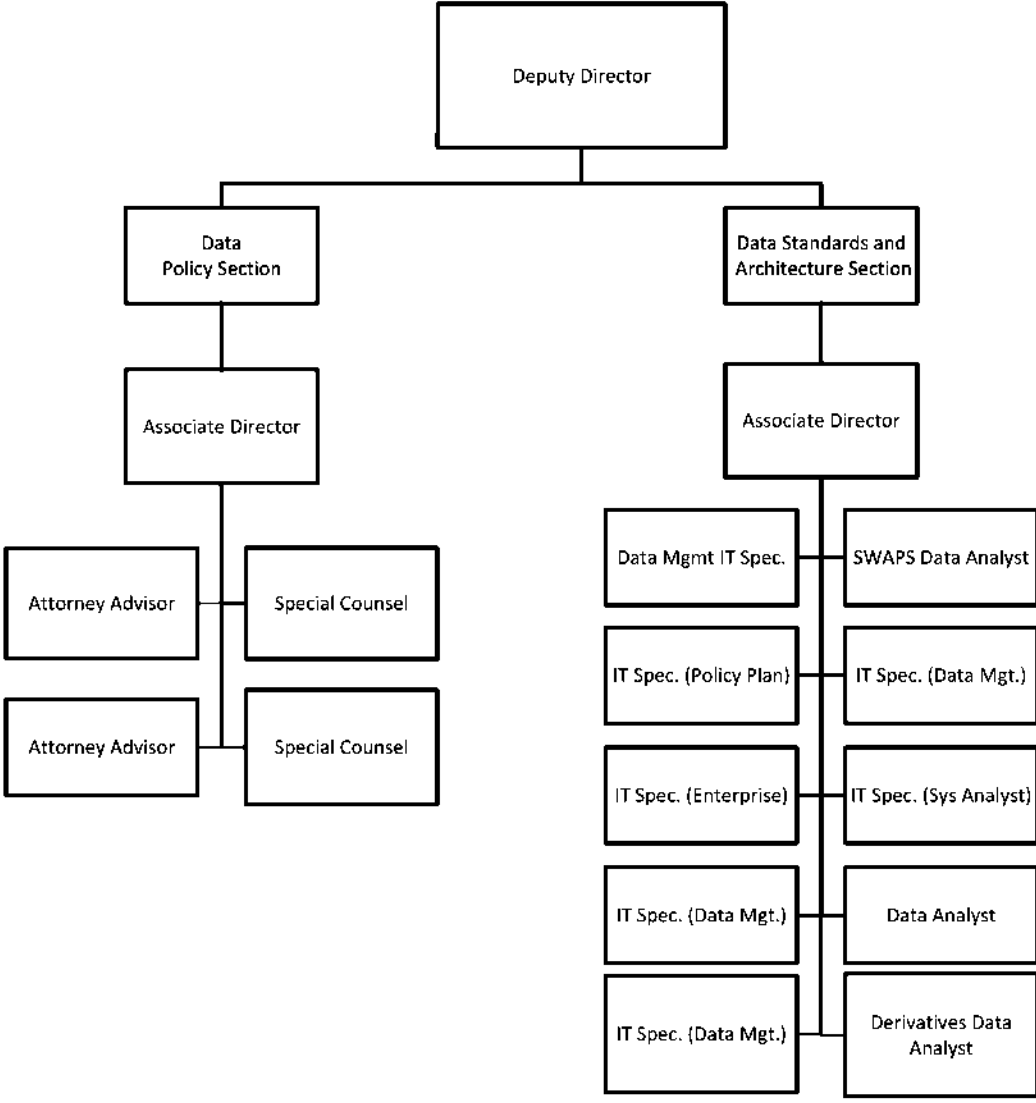 Deputy Director
Data
Policy Section
Data Standards and
Architecture Section
Associate Director
Associate Director
Data Mgmt IT Spec.
SWAPS Data Analyst
Attorney Advisor
Special Counsel
IT Spec. (Policy Plan)
IT Spec. (Data Mgt.)
Attorney Advisor
Special Counsel
IT Spec. (Enterprise)
IT Spec. (Sys Analyst)
IT Spec. (Data Mgt.)
Data Analyst
IT Spec. (Data Mgt.)
Derivatives Data
Analyst